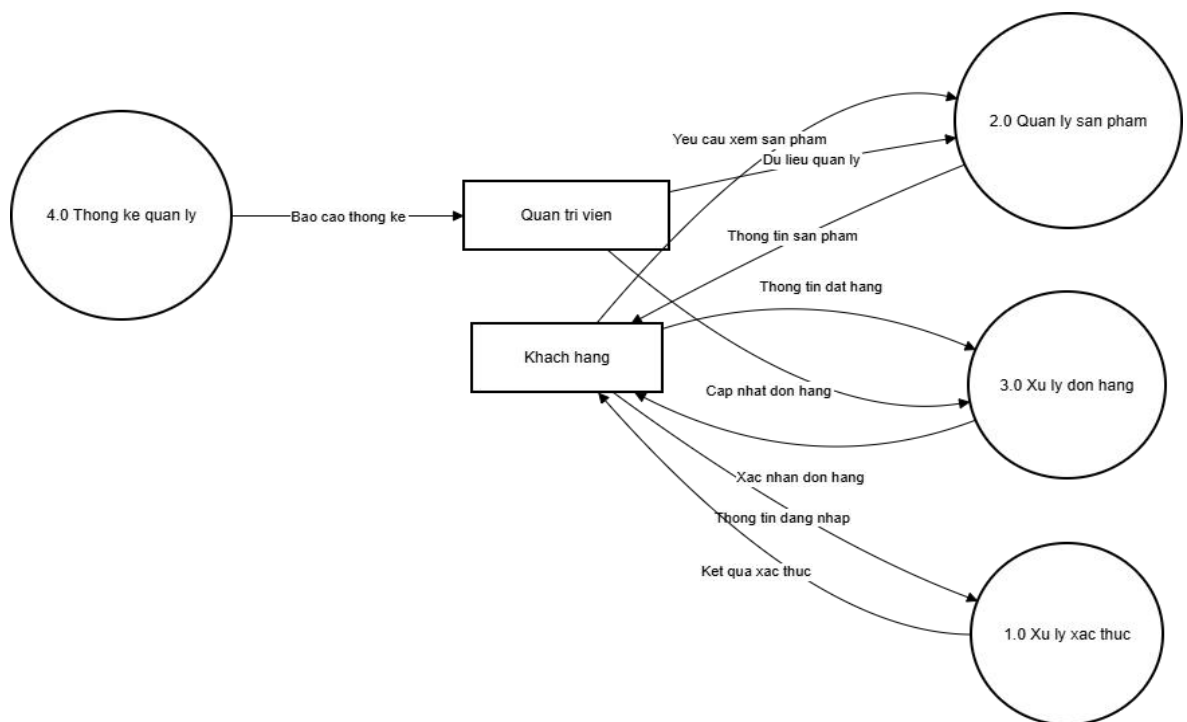 2.0 Quan ly san pham
Yeu cau xem san pham
Du lieu quan ly
4.0 Thong ke quan ly
Bao cao thong ke
Quan tri vien
Thong tin san pham
Thong tin dat hang
Khach hang
3.0 Xu ly don hang
Cap nhat don hang
Xac nhan don hang
Thong tin dang nhap
Ket qua xac thuc
1.0 Xu ly xac thuc